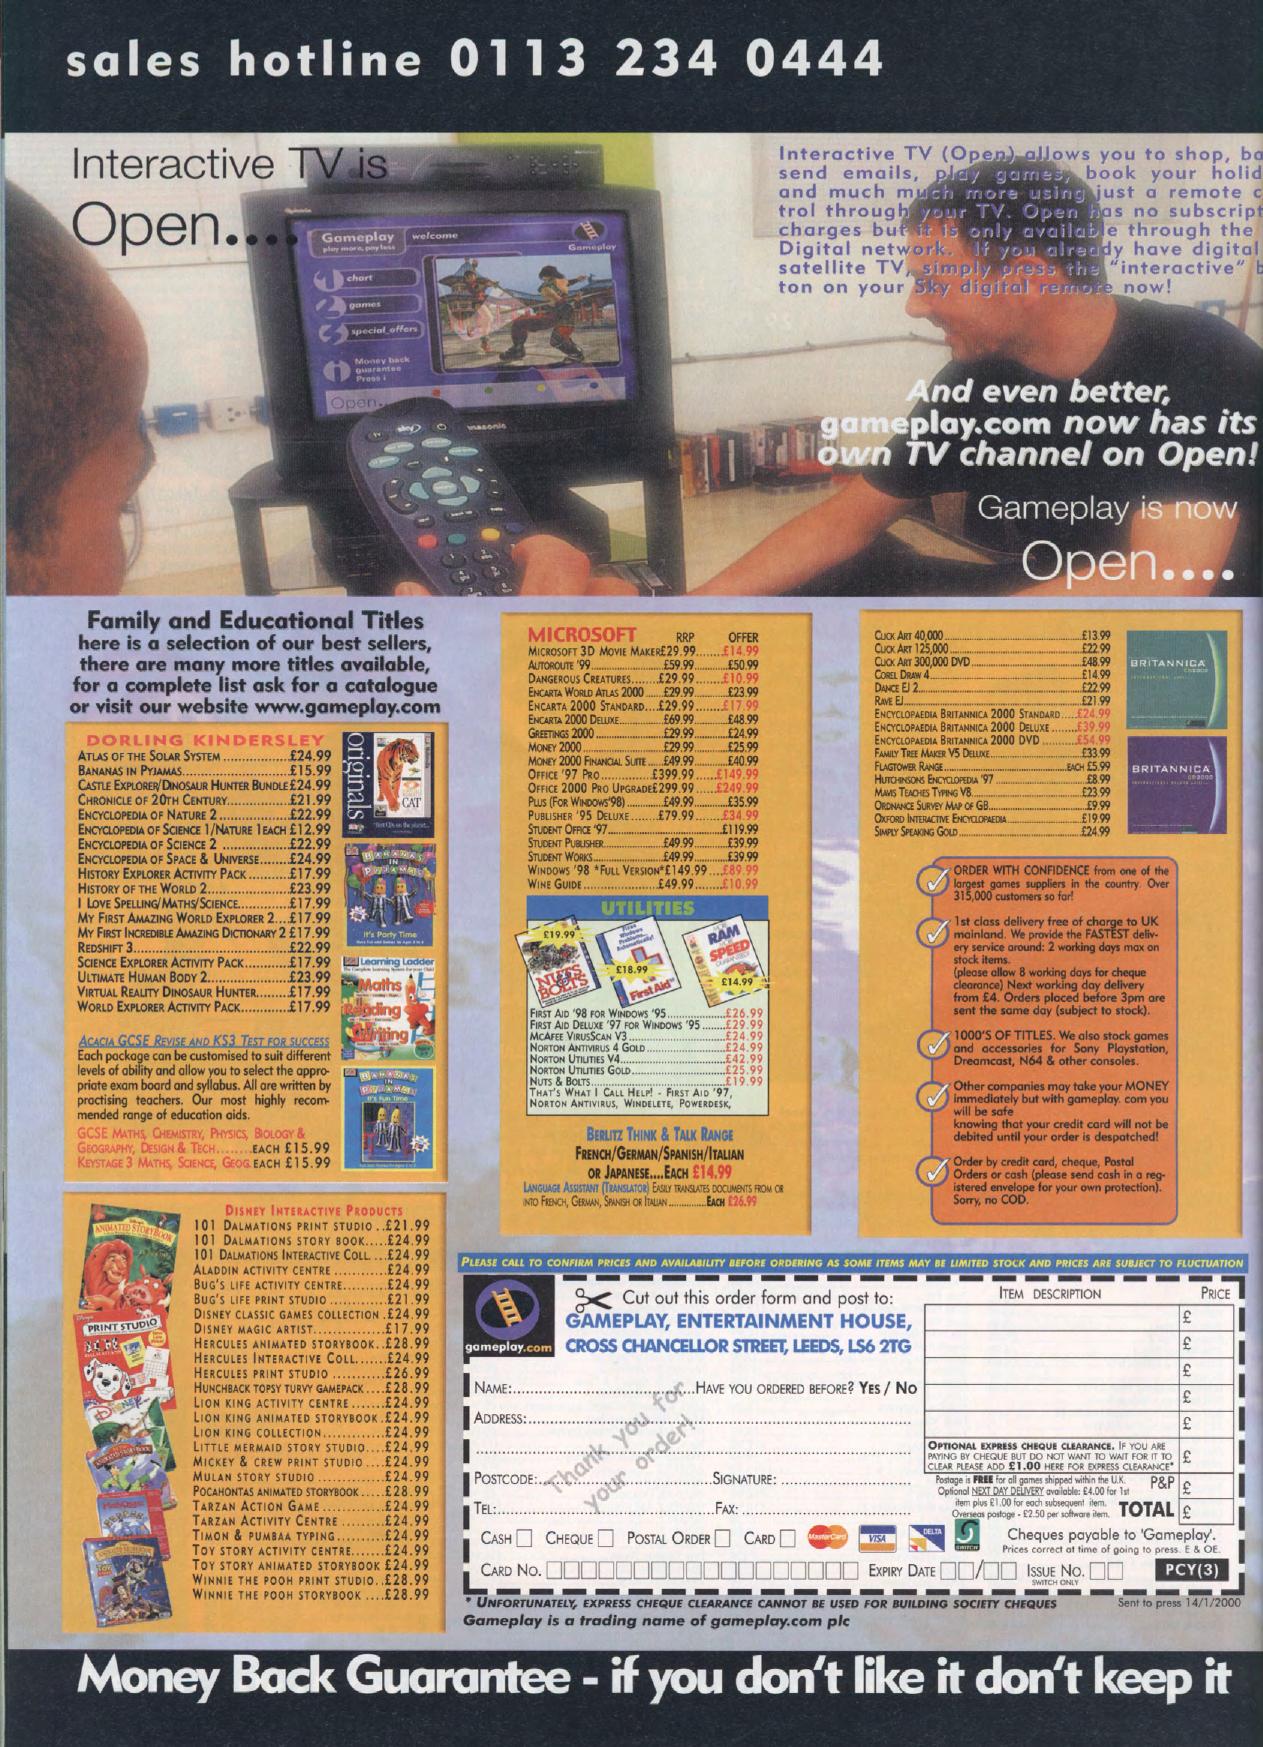 sales hotline 0113 234 0444
Interactive TV is
Open....
Gameplay
play more, pay less
welcome
Gameplay
1 chart
2 games
3 special offers
Money back
guarantee
Press i
Open...
sky
Interactive TV (Open) allows you to shop, ba
send emails, play games, book your holid
and much much more using just a remote c
trol through your TV. Open has no subscript
charges but it is only available through the
Digital network. If you already have digital
satellite TV, simply press the "interactive" b
ton on your Sky digital remote now!
And even better,
gameplay.com now has its
own TV channel on Open!
Gameplay is now
Open....
Family and Educational Titles
here is a selection of our best sellers,
there are many more titles available,
for a complete list ask for a catalogue
or visit our website www.gameplay.com
DORLING KINDERSLEY
ATLAS OF THE SOLAR SYSTEM ..............£24.99
BANANAS IN PYJAMAS......................£15.99
CASTLE EXPLORER/DINOSAUR HUNTER BUNDLE£24.99
CHRONICLE OF 20TH CENTURY............£21.99
ENCYCLOPEDIA OF NATURE 2..............£22.99
ENCYCLOPEDIA OF SCIENCE 1/NATURE 1EACH £12.99
ENCYCLOPEDIA OF SCIENCE 2 .............£22.99
ENCYCLOPEDIA OF SPACE & UNIVERSE......£24.99
HISTORY EXPLORER ACTIVITY PACK........£17.99
HISTORY OF THE WORLD 2...............£23.99
I LOVE SPELLING/MATHS/SCIENCE.........£17.99
MY FIRST AMAZING WORLD EXPLORER 2....£17.99
MY FIRST INCREDIBLE AMAZING DICTIONARY 2 £17.99
REDSHIFT 3..............................£22.99
SCIENCE EXPLORER ACTIVITY PACK.........£17.99
ULTIMATE HUMAN BODY 2................£23.99
VIRTUAL REALITY DINOSAUR HUNTER.......£17.99
WORLD EXPLORER ACTIVITY PACK.........£17.99
originals
CAT
BANANAS
IN
PYJAMAS
It's Party Time
Learning Ladder
Maths
Reading
Writing
BANANAS
IN
PYJAMAS
It's Fun Time
ACACIA GCSE REVISE AND KS3 TEST FOR SUCCESS
Each package can be customised to suit different
levels of ability and allow you to select the appro-
priate exam board and syllabus. All are written by
practising teachers. Our most highly recom-
mended range of education aids.
GCSE MATHS, CHEMISTRY, PHYSICS, BIOLOGY &
GEOGRAPHY, DESIGN & TECH........EACH £15.99
KEYSTAGE 3 MATHS, SCIENCE, GEOG.EACH £15.99
ANIMATED STORYBOOK
PRINT STUDIO
DISNEY INTERACTIVE PRODUCTS
101 DALMATIONS PRINT STUDIO ..£21.99
101 DALMATIONS STORY BOOK.....£24.99
101 DALMATIONS INTERACTIVE COLL ...£24.99
ALADDIN ACTIVITY CENTRE ..........£24.99
BUG'S LIFE ACTIVITY CENTRE........£24.99
BUG'S LIFE PRINT STUDIO ..........£21.99
DISNEY CLASSIC GAMES COLLECTION .£24.99
DISNEY MAGIC ARTIST..............£17.99
HERCULES ANIMATED STORYBOOK..£28.99
HERCULES INTERACTIVE COLL......£24.99
HERCULES PRINT STUDIO ..........£26.99
HUNCHBACK TOPSY TURVY GAMEPACK ....£28.99
LION KING ACTIVITY CENTRE ......£24.99
LION KING ANIMATED STORYBOOK .£24.99
LION KING COLLECTION...........£24.99
LITTLE MERMAID STORY STUDIO....£24.99
MICKEY & CREW PRINT STUDIO ....£24.99
MULAN STORY STUDIO ............£24.99
POCAHONTAS ANIMATED STORYBOOK ...£28.99
TARZAN ACTION GAME ............£24.99
TARZAN ACTIVITY CENTRE ........£24.99
TIMON & PUMBAA TYPING.........£24.99
TOY STORY ACTIVITY CENTRE......£24.99
TOY STORY ANIMATED STORYBOOK £24.99
WINNIE THE POOH PRINT STUDIO..£28.99
WINNIE THE POOH STORYBOOK ....£28.99
MICROSOFT RRP OFFER
MICROSOFT 3D MOVIE MAKER£29.99.......£14.99
AUTOROUTE '99.................£59.99.........£50.99
DANGEROUS CREATURES.......£29.99.......£10.99
ENCARTA WORLD ATLAS 2000 ....£29.99.........£23.99
ENCARTA 2000 STANDARD....£29.99.......£17.99
ENCARTA 2000 DELUXE..........£69.99.........£48.99
GREETINGS 2000 ................£29.99.........£24.99
MONEY 2000 ...................£29.99.........£25.99
MONEY 2000 FINANCIAL SUITE ..£49.99.........£40.99
OFFICE '97 PRO..............£399.99.....£149.99
OFFICE 2000 PRO UPGRADE£299.99.....£249.99
PLUS (FOR WINDOWS'98) ........£49.99.........£35.99
PUBLISHER '95 DELUXE.......£79.99.......£34.99
STUDENT OFFICE '97..........................£119.99
STUDENT PUBLISHER..............£49.99.........£39.99
STUDENT WORKS.................£49.99.........£39.99
WINDOWS '98 *FULL VERSION*£149.99....£89.99
WINE GUIDE..................£49.99.......£10.99
UTILITIES
£19.99
NUTS & BOLTS
£18.99
First Aid
RAM
SPEED
£14.99
FIRST AID '98 FOR WINDOWS '95...............£26.99
FIRST AID DELUXE '97 FOR WINDOWS '95......£29.99
MCAFEE VIRUSSCAN V3.......................£24.99
NORTON ANTIVIRUS 4 GOLD...................£24.99
NORTON UTILITIES V4.......................£42.99
NORTON UTILITIES GOLD.....................£25.99
NUTS & BOLTS..............................£19.99
THAT'S WHAT I CALL HELP! - FIRST AID '97,
NORTON ANTIVIRUS, WINDELETE, POWERDESK,
BERLITZ THINK & TALK RANGE
FRENCH/GERMAN/SPANISH/ITALIAN
OR JAPANESE....EACH £14.99
LANGUAGE ASSISTANT (TRANSLATOR) EASILY TRANSLATES DOCUMENTS FROM OR
INTO FRENCH, GERMAN, SPANISH OR ITALIAN ..............EACH £26.99
CLICK ART 40,000..............................£13.99
CLICK ART 125,000.............................£22.99
CLICK ART 300,000 DVD.........................£48.99
COREL DRAW 4..................................£14.99
DANCE EJ 2....................................£22.99
RAVE EJ.......................................£21.99
ENCYCLOPAEDIA BRITANNICA 2000 STANDARD....£24.99
ENCYCLOPAEDIA BRITANNICA 2000 DELUXE ......£39.99
ENCYCLOPAEDIA BRITANNICA 2000 DVD ........£54.99
FAMILY TREE MAKER V5 DELUXE...................£33.99
FLAGTOWER RANGE..........................EACH £5.99
HUTCHINSONS ENCYCLOPEDIA '97..................£8.99
MAVIS TEACHES TYPING V8.......................£23.99
ORDNANCE SURVEY MAP OF GB.....................£9.99
OXFORD INTERACTIVE ENCYCLOPAEDIA..............£19.99
SIMPLY SPEAKING GOLD..........................£24.99
BRITANNICA
BRITANNICA
CD2000
ORDER WITH CONFIDENCE from one of the
largest games suppliers in the country. Over
315,000 customers so far!
1st class delivery free of charge to UK
mainland. We provide the FASTEST deliv-
ery service around: 2 working days max on
stock items.
(please allow 8 working days for cheque
clearance) Next working day delivery
from £4. Orders placed before 3pm are
sent the same day (subject to stock).
1000'S OF TITLES. We also stock games
and accessories for Sony Playstation,
Dreamcast, N64 & other consoles.
Other companies may take your MONEY
immediately but with gameplay. com you
will be safe
knowing that your credit card will not be
debited until your order is despatched!
Order by credit card, cheque, Postal
Orders or cash (please send cash in a reg-
istered envelope for your own protection).
Sorry, no COD.
PLEASE CALL TO CONFIRM PRICES AND AVAILABILITY BEFORE ORDERING AS SOME ITEMS MAY BE LIMITED STOCK AND PRICES ARE SUBJECT TO FLUCTUATION
gameplay.com
Cut out this order form and post to:
GAMEPLAY, ENTERTAINMENT HOUSE,
CROSS CHANCELLOR STREET, LEEDS, LS6 2TG
NAME:.......................................HAVE YOU ORDERED BEFORE? YES / NO
ADDRESS:...............................................................
POSTCODE:..............................SIGNATURE: ......................
TEL:......................................FAX:............................
Thank you for
your order!
CASH CHEQUE POSTAL ORDER CARD MasterCard VISA DELTA SWITCH
CARD NO. EXPIRY DATE / ISSUE NO.
SWITCH ONLY
ITEM DESCRIPTION PRICE
£
£
£
£
£
OPTIONAL EXPRESS CHEQUE CLEARANCE. IF YOU ARE
PAYING BY CHEQUE BUT DO NOT WANT TO WAIT FOR IT TO
CLEAR PLEASE ADD £1.00 HERE FOR EXPRESS CLEARANCE*
£
Postage is FREE for all games shipped within the U.K.
Optional NEXT DAY DELIVERY available: £4.00 for 1st
item plus £1.00 for each subsequent item.
Overseas postage - £2.50 per software item.
P&P £
TOTAL £
Cheques payable to 'Gameplay'.
Prices correct at time of going to press. E & OE.
PCY(3)
* UNFORTUNATELY, EXPRESS CHEQUE CLEARANCE CANNOT BE USED FOR BUILDING SOCIETY CHEQUES
Sent to press 14/1/2000
Gameplay is a trading name of gameplay.com plc
Money Back Guarantee - if you don't like it don't keep it